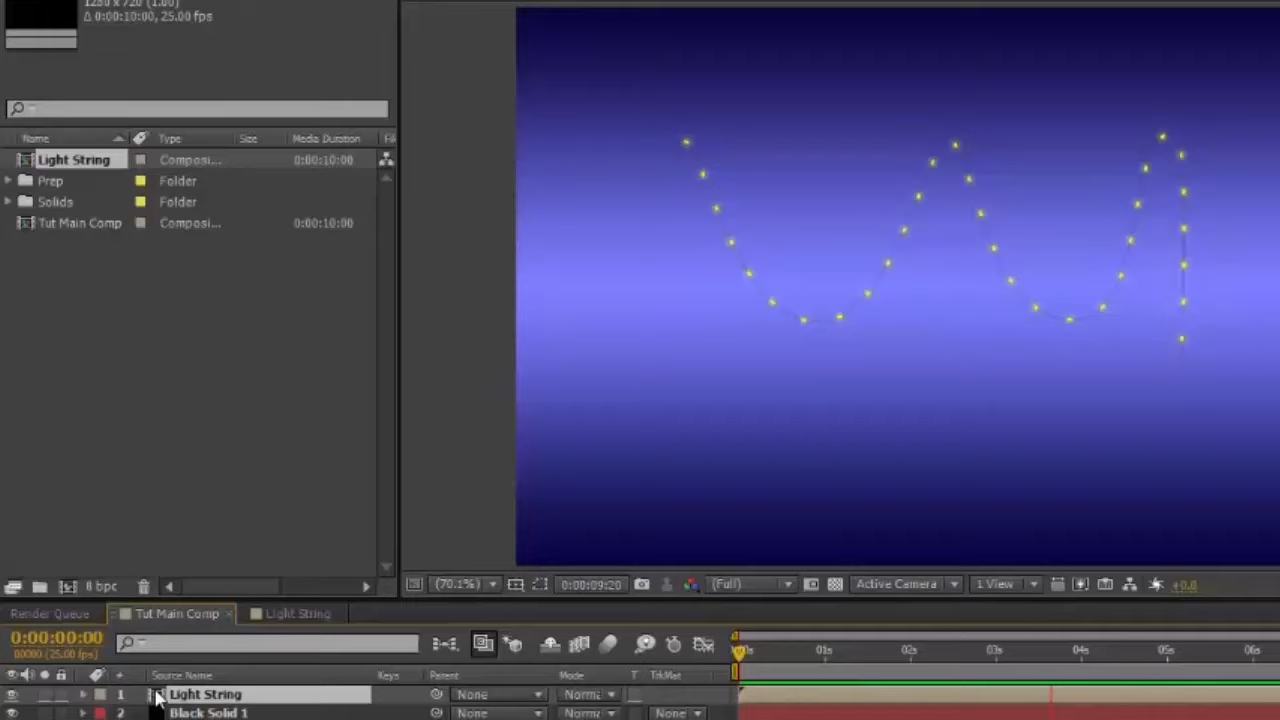 1280 x 720 (1.00)
Δ 0:00:10:00, 25.00 fps
Name Type Size Media Duration
Light String Composi... 0:00:10:00
Prep Folder
Solids Folder
Tut Main Comp Composi... 0:00:10:00
8 bpc
(70.1%) 0:00:09:20 (Full) Active Camera 1 View +0.0
Render Queue Tut Main Comp Light String
0:00:00:00
00000 (25.00 fps)
01s 02s 03s 04s 05s 06s
# Source Name Keys Parent Mode T TrkMat
1 Light String None Norma
2 Black Solid 1 None Norma None